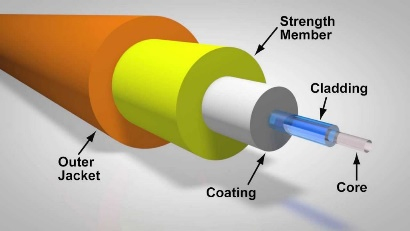 Strength
Member
Cladding
Outer
Jacket
Coating
Core